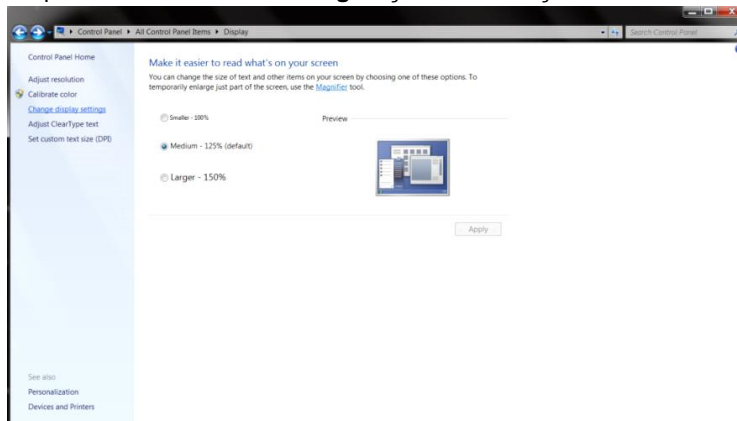 Control Panel ▸ All Control Panel Items ▸ Display
Search Control Panel
Control Panel Home
Adjust resolution
Calibrate color
Change display settings
Adjust ClearType text
Set custom text size (DPI)
Make it easier to read what's on your screen
You can change the size of text and other items on your screen by choosing one of these options. To
temporarily enlarge just part of the screen, use the Magnifier tool.
Smaller - 100%
Preview
Medium - 125% (default)
Larger - 150%
Apply
See also
Personalization
Devices and Printers